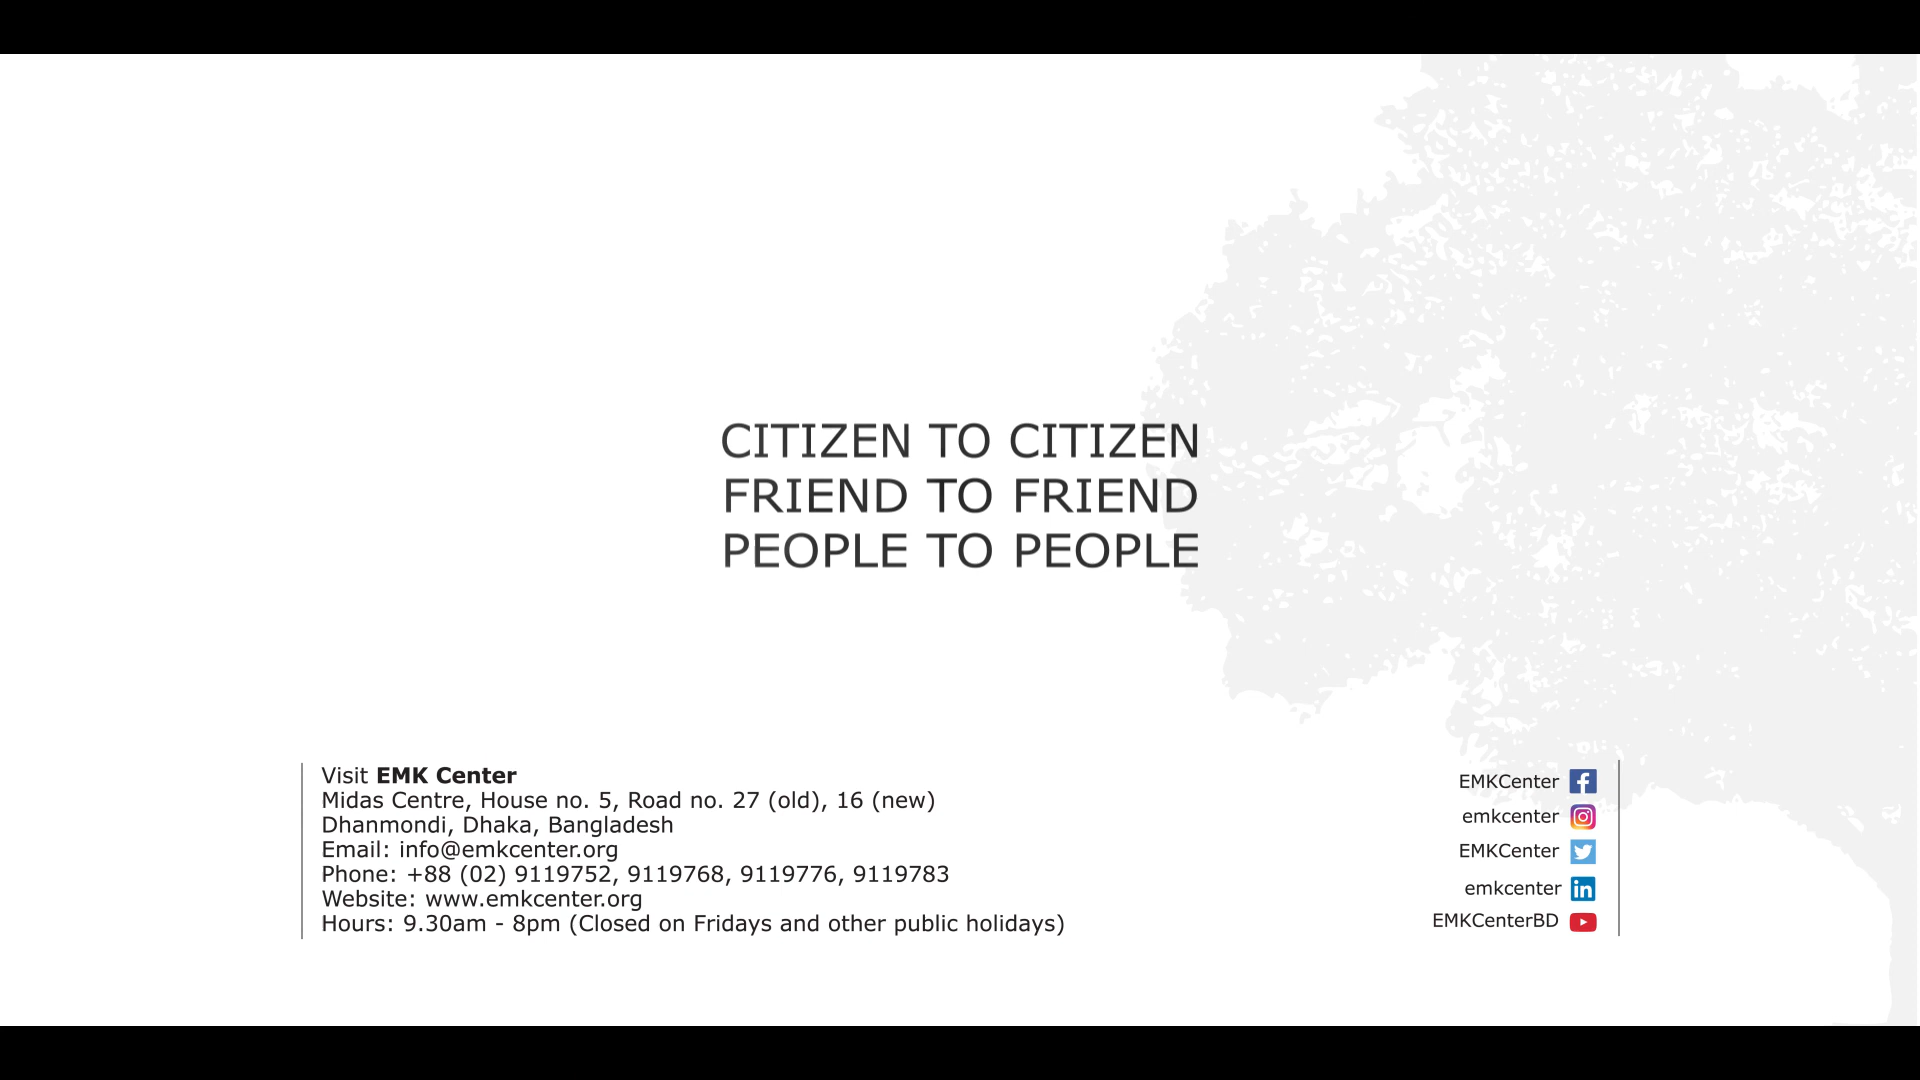 CITIZEN TO CITIZEN
FRIEND TO FRIEND
PEOPLE TO PEOPLE
Visit EMK Center
Midas Centre, House no. 5, Road no. 27 (old), 16 (new)
Dhanmondi, Dhaka, Bangladesh
Email: info@emkcenter.org
Phone: +88 (02) 9119752, 9119768, 9119776, 9119783
Website: www.emkcenter.org
Hours: 9.30am - 8pm (Closed on Fridays and other public holidays)
EMKCenter
emkcenter
EMKCenter
emkcenter
EMKCenterBD